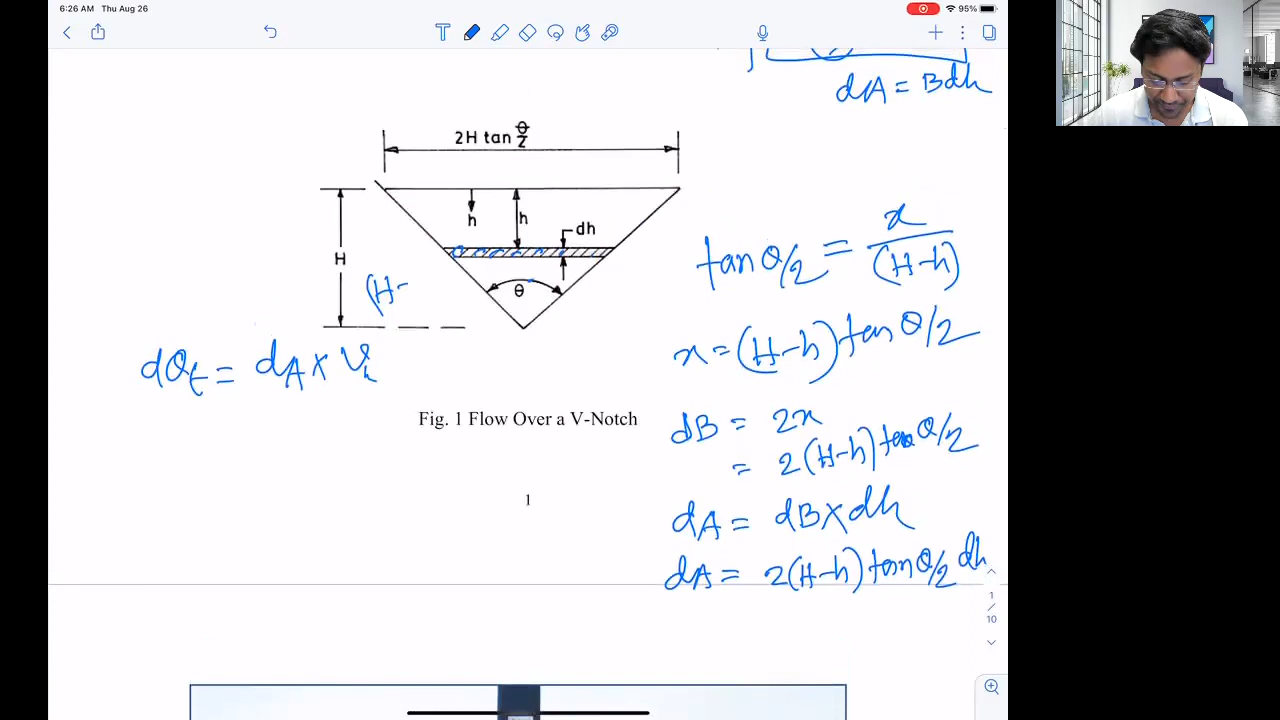 6:26 AM Thu Aug 26
95%
dA = Bdh
2H tan θ/2
h
h
dh
H
θ
(H-
tan θ/2 = x/(H-h)
x = (H-h) tan θ/2
dQt = dA x Vh
Fig. 1 Flow Over a V-Notch
dB = 2x
= 2(H-h) tan θ/2
1
dA = dB x dh
dA = 2(H-h) tan θ/2 dh
1
/
10